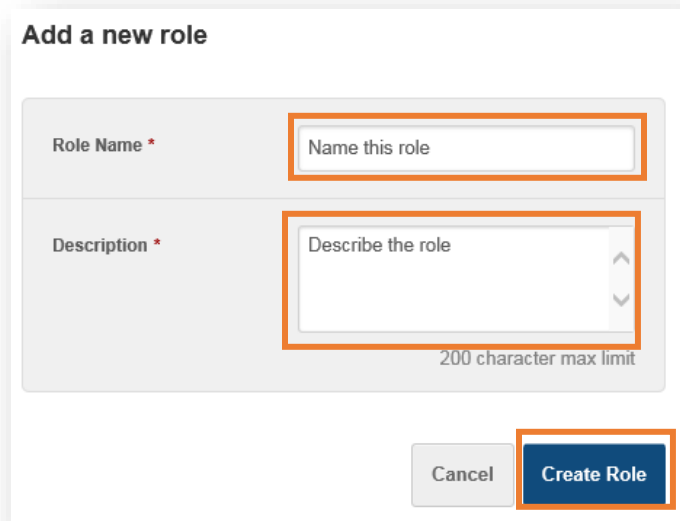 Add a new role
Role Name *
Name this role
Description *
Describe the role
200 character max limit
Cancel
Create Role